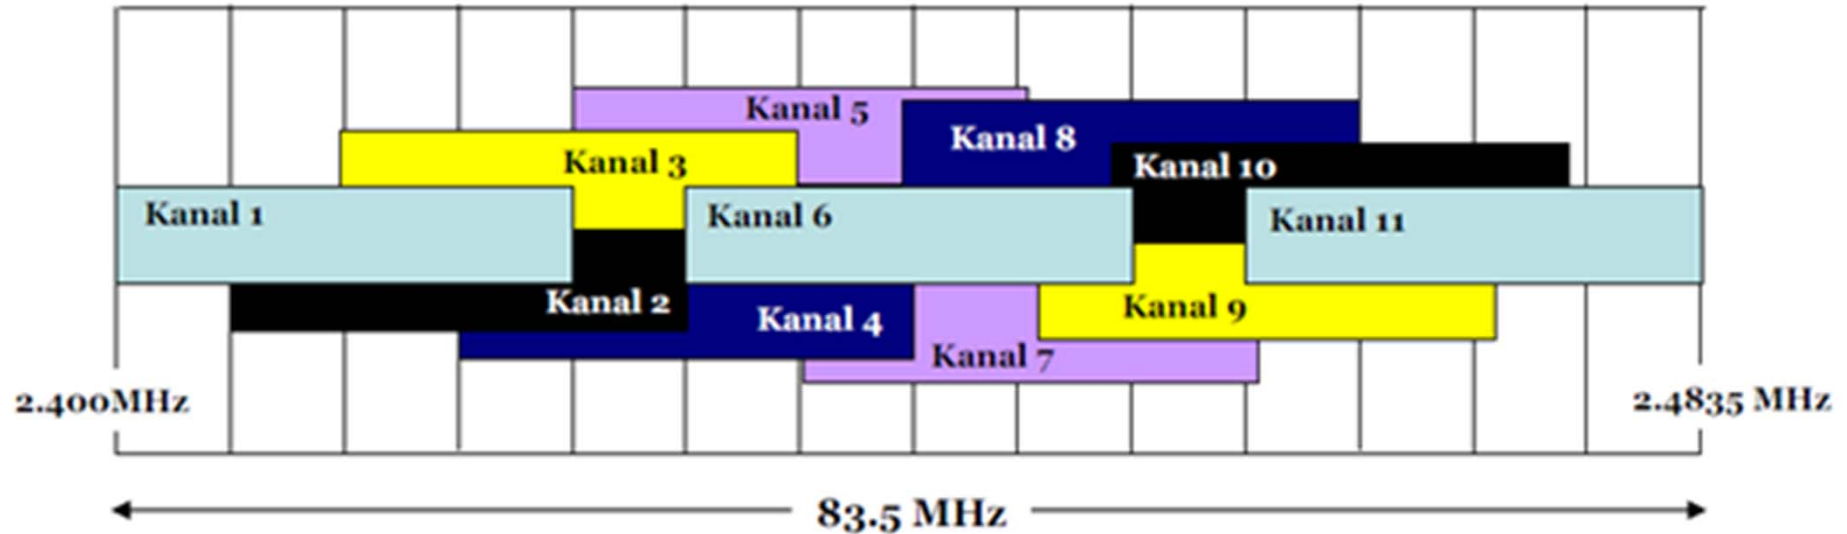 Kanal 5
Kanal 8
Kanal 3
Kanal 10
Kanal 1
Kanal 6
Kanal 11
Kanal 2
Kanal 4
Kanal 9
Kanal 7
2.400MHz
2.4835 MHz
83.5 MHz